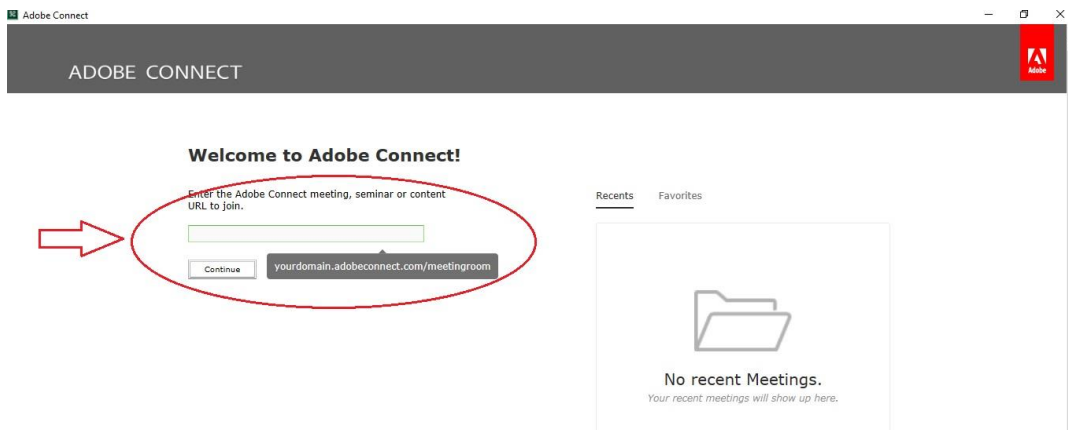 Adobe Connect
ADOBE CONNECT
Adobe
Welcome to Adobe Connect!
Enter the Adobe Connect meeting, seminar or content
URL to join.
Continue
yourdomain.adobeconnect.com/meetingroom
Recents
Favorites
No recent Meetings.
Your recent meetings will show up here.